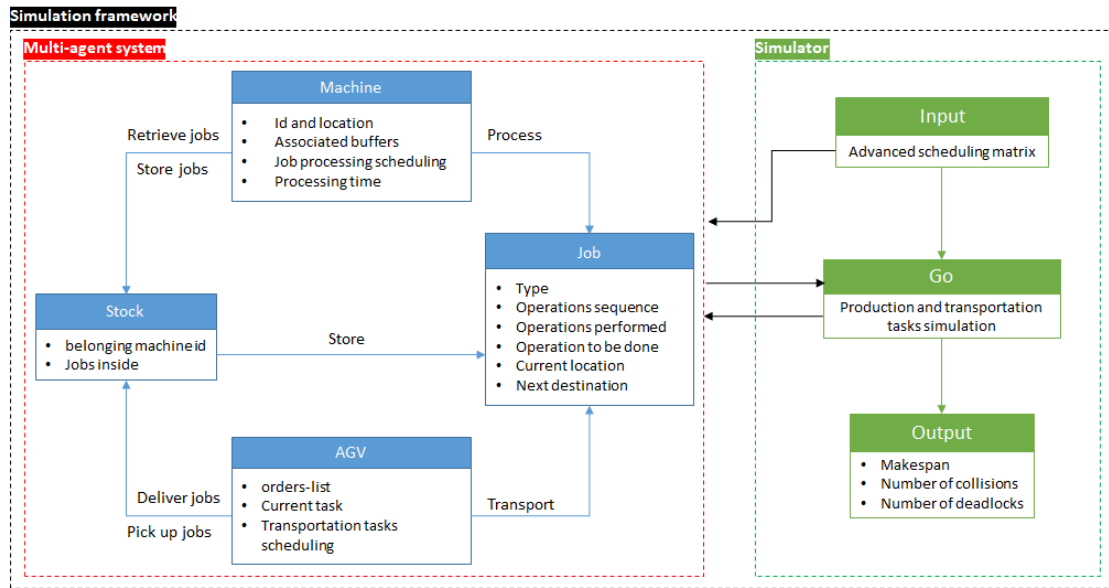 Simulation framework
Multi-agent system
Machine
• Id and location
• Associated buffers
• Job processing scheduling
• Processing time
Retrieve jobs
Store jobs
Process
Job
• Type
• Operations sequence
• Operations performed
• Operation to be done
• Current location
• Next destination
Stock
• belonging machine id
• Jobs inside
Store
AGV
• orders-list
• Current task
• Transportation tasks
scheduling
Deliver jobs
Pick up jobs
Transport
Simulator
Input
Advanced scheduling matrix
Go
Production and transportation
tasks simulation
Output
• Makespan
• Number of collisions
• Number of deadlocks